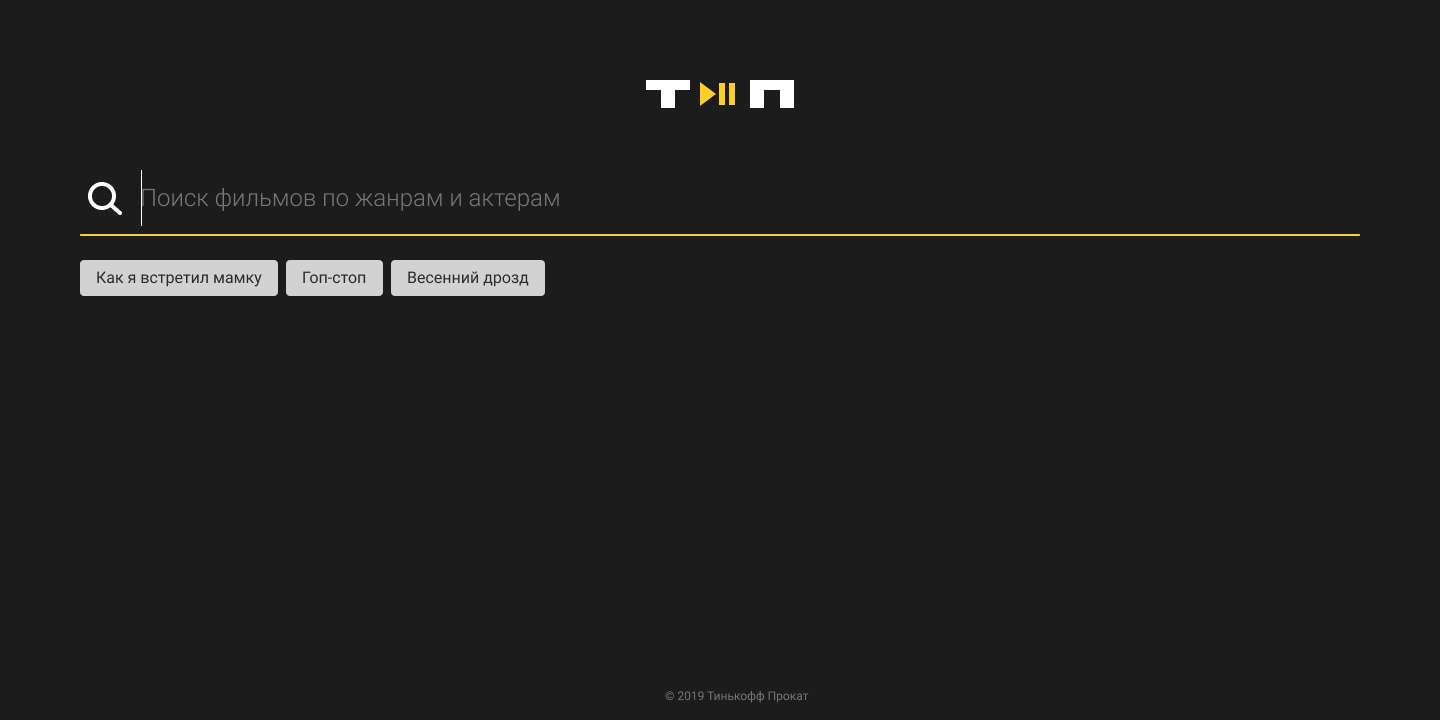 Т П
Поиск фильмов по жанрам и актерам
Как я встретил мамку Гоп-стоп Весенний дрозд
© 2019 Тинькофф Прокат